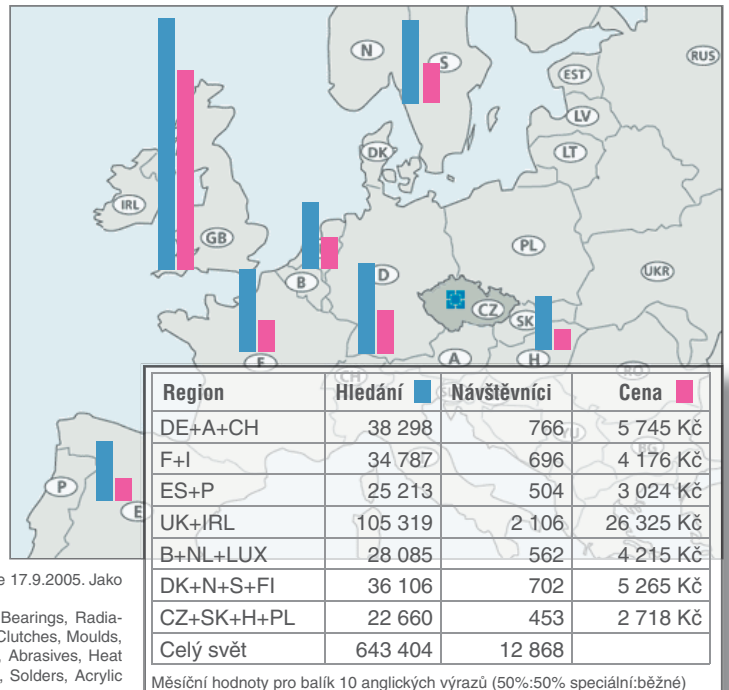 N
S
RUS
EST
LV
DK
LT
IRL
GB
PL
B
D
UKR
CZ
SK
F
A
H
CH
RO
P
E
YU
BG
Region Hledání Návštěvníci Cena
DE+A+CH 38 298 766 5 745 Kč
F+I 34 787 696 4 176 Kč
ES+P 25 213 504 3 024 Kč
UK+IRL 105 319 2 106 26 325 Kč
B+NL+LUX 28 085 562 4 215 Kč
DK+N+S+FI 36 106 702 5 265 Kč
CZ+SK+H+PL 22 660 453 2 718 Kč
Celý svět 643 404 12 868
Měsíční hodnoty pro balík 10 anglických výrazů (50%:50% speciální:běžné)
e 17.9.2005. Jako
Bearings, Radia-
Clutches, Moulds,
, Abrasives, Heat
, Solders, Acrylic